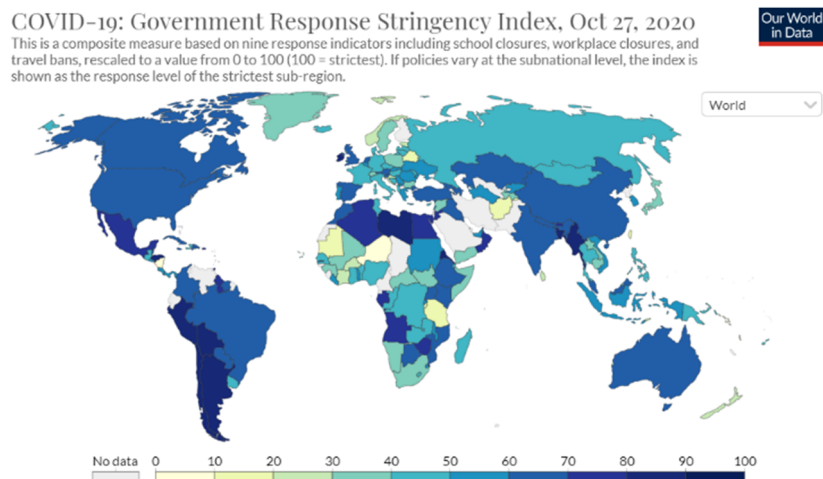 COVID-19: Government Response Stringency Index, Oct 27, 2020
Our World
in Data
This is a composite measure based on nine response indicators including school closures, workplace closures, and
travel bans, rescaled to a value from 0 to 100 (100 = strictest). If policies vary at the subnational level, the index is
shown as the response level of the strictest sub-region.
World
No data 0 10 20 30 40 50 60 70 80 90 100